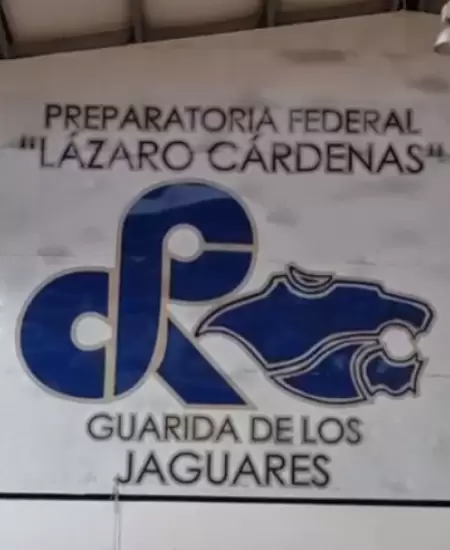 PREPARATORIA FEDERAL
"LÁZARO CÁRDENAS"
GUARIDA DE LOS
JAGUARES